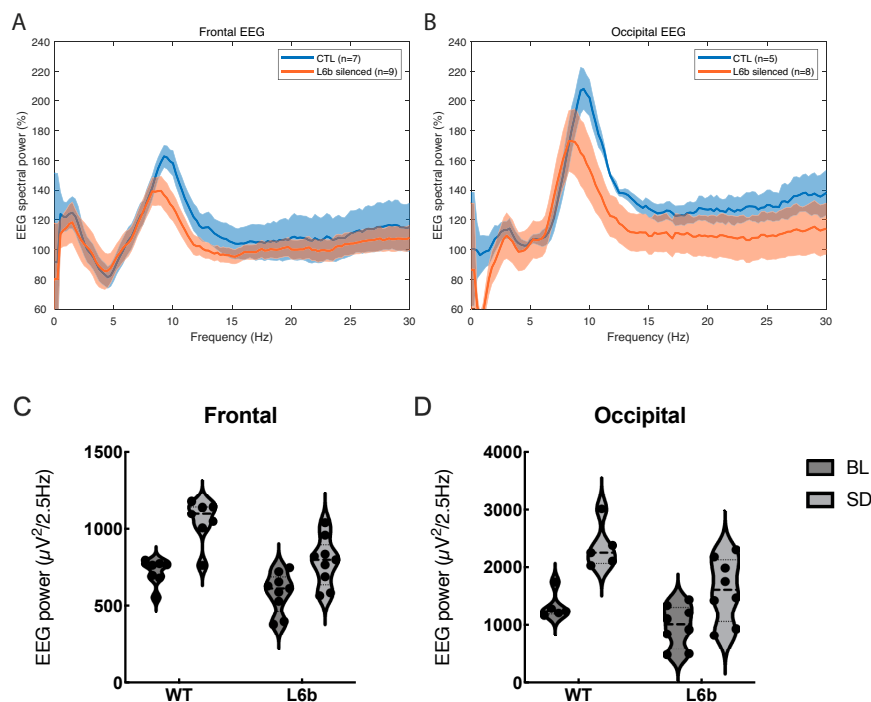 A
Frontal EEG
240
220
200
180
160
140
120
100
80
60
EEG spectral power (%)
CTL (n=7)
L6b silenced (n=9)
0
5
10
15
20
25
30
Frequency (Hz)
B
Occipital EEG
240
220
200
180
160
140
120
100
80
60
EEG spectral power (%)
CTL (n=5)
L6b silenced (n=8)
0
5
10
15
20
25
30
Frequency (Hz)
C
Frontal
1500
1000
500
0
EEG power (µV²/2.5Hz)
WT
L6b
D
Occipital
4000
3000
2000
1000
0
EEG power (µV²/2.5Hz)
WT
L6b
BL
SD